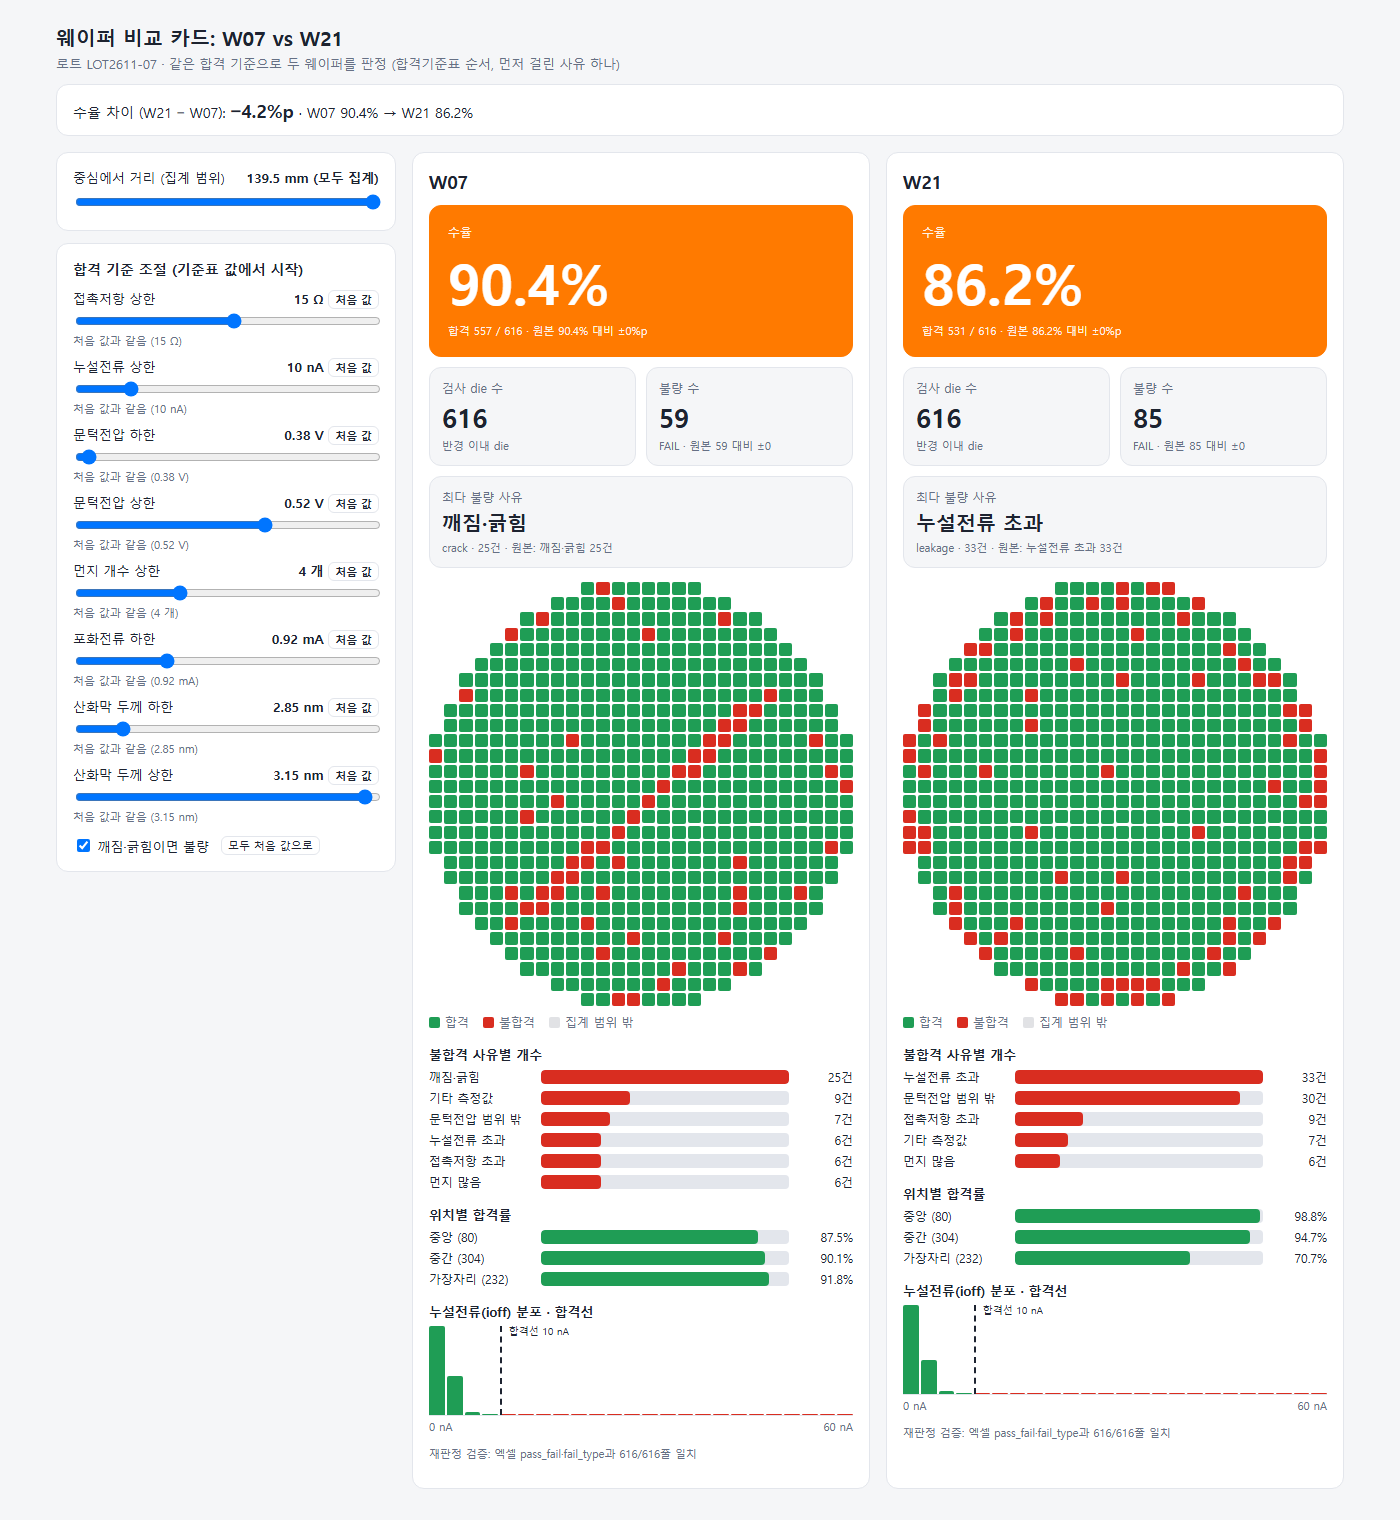 웨이퍼 비교 카드: W07 vs W21
로트 LOT2611-07 · 같은 합격 기준으로 두 웨이퍼를 판정 (합격기준표 순서, 먼저 걸린 사유 하나)
수율 차이 (W21 − W07): −4.2%p · W07 90.4% → W21 86.2%
중심에서 거리 (집계 범위) 139.5 mm (모두 집계)
합격 기준 조절 (기준표 값에서 시작)
접촉저항 상한 15 Ω 처음 값
처음 값과 같음 (15 Ω)
누설전류 상한 10 nA 처음 값
처음 값과 같음 (10 nA)
문턱전압 하한 0.38 V 처음 값
처음 값과 같음 (0.38 V)
문턱전압 상한 0.52 V 처음 값
처음 값과 같음 (0.52 V)
먼지 개수 상한 4 개 처음 값
처음 값과 같음 (4 개)
포화전류 하한 0.92 mA 처음 값
처음 값과 같음 (0.92 mA)
산화막 두께 하한 2.85 nm 처음 값
처음 값과 같음 (2.85 nm)
산화막 두께 상한 3.15 nm 처음 값
처음 값과 같음 (3.15 nm)
깨짐·긁힘이면 불량 모두 처음 값으로
W07
수율
90.4%
합격 557 / 616 · 원본 90.4% 대비 ±0%p
검사 die 수
616
반경 이내 die
불량 수
59
FAIL · 원본 59 대비 ±0
최다 불량 사유
깨짐·긁힘
crack · 25건 · 원본: 깨짐·긁힘 25건
합격 불합격 집계 범위 밖
불합격 사유별 개수
깨짐·긁힘 25건
기타 측정값 9건
문턱전압 범위 밖 7건
누설전류 초과 6건
접촉저항 초과 6건
먼지 많음 6건
위치별 합격률
중앙 (80) 87.5%
중간 (304) 90.1%
가장자리 (232) 91.8%
누설전류(ioff) 분포 · 합격선
합격선 10 nA
0 nA 60 nA
재판정 검증: 엑셀 pass_fail·fail_type과 616/616줄 일치
W21
수율
86.2%
합격 531 / 616 · 원본 86.2% 대비 ±0%p
검사 die 수
616
반경 이내 die
불량 수
85
FAIL · 원본 85 대비 ±0
최다 불량 사유
누설전류 초과
leakage · 33건 · 원본: 누설전류 초과 33건
합격 불합격 집계 범위 밖
불합격 사유별 개수
누설전류 초과 33건
문턱전압 범위 밖 30건
접촉저항 초과 9건
기타 측정값 7건
먼지 많음 6건
위치별 합격률
중앙 (80) 98.8%
중간 (304) 94.7%
가장자리 (232) 70.7%
누설전류(ioff) 분포 · 합격선
합격선 10 nA
0 nA 60 nA
재판정 검증: 엑셀 pass_fail·fail_type과 616/616줄 일치